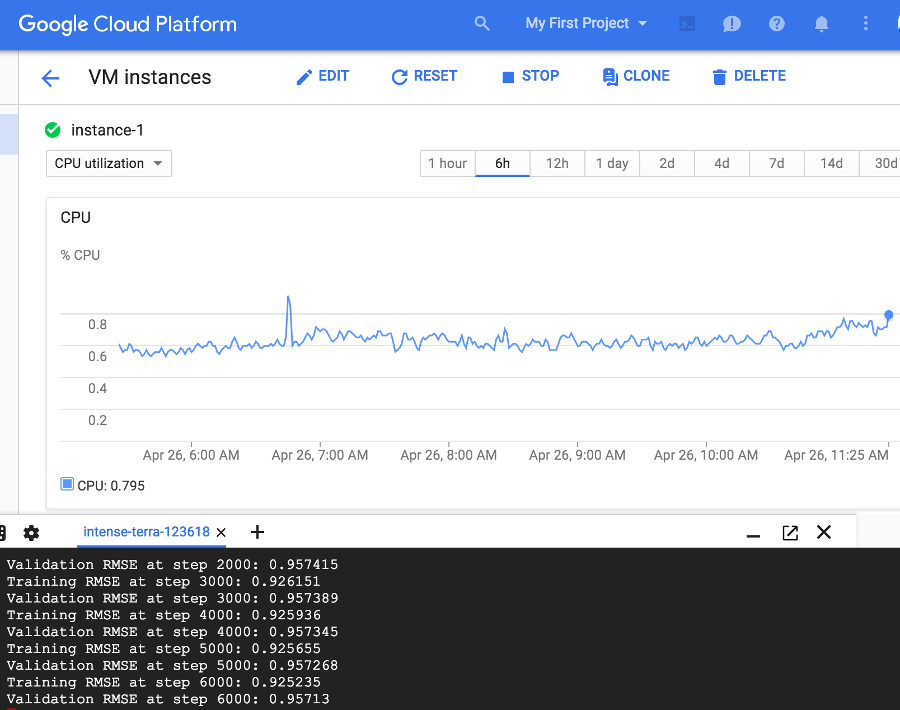 Google Cloud Platform My First Project
VM instances EDIT RESET STOP CLONE DELETE
instance-1
CPU utilization 1 hour 6h 12h 1 day 2d 4d 7d 14d 30d
CPU
% CPU
0.8
0.6
0.4
0.2
Apr 26, 6:00 AM Apr 26, 7:00 AM Apr 26, 8:00 AM Apr 26, 9:00 AM Apr 26, 10:00 AM Apr 26, 11:25 AM
CPU: 0.795
intense-terra-123618
Validation RMSE at step 2000: 0.957415
Training RMSE at step 3000: 0.926151
Validation RMSE at step 3000: 0.957389
Training RMSE at step 4000: 0.925936
Validation RMSE at step 4000: 0.957345
Training RMSE at step 5000: 0.925655
Validation RMSE at step 5000: 0.957268
Training RMSE at step 6000: 0.925235
Validation RMSE at step 6000: 0.95713